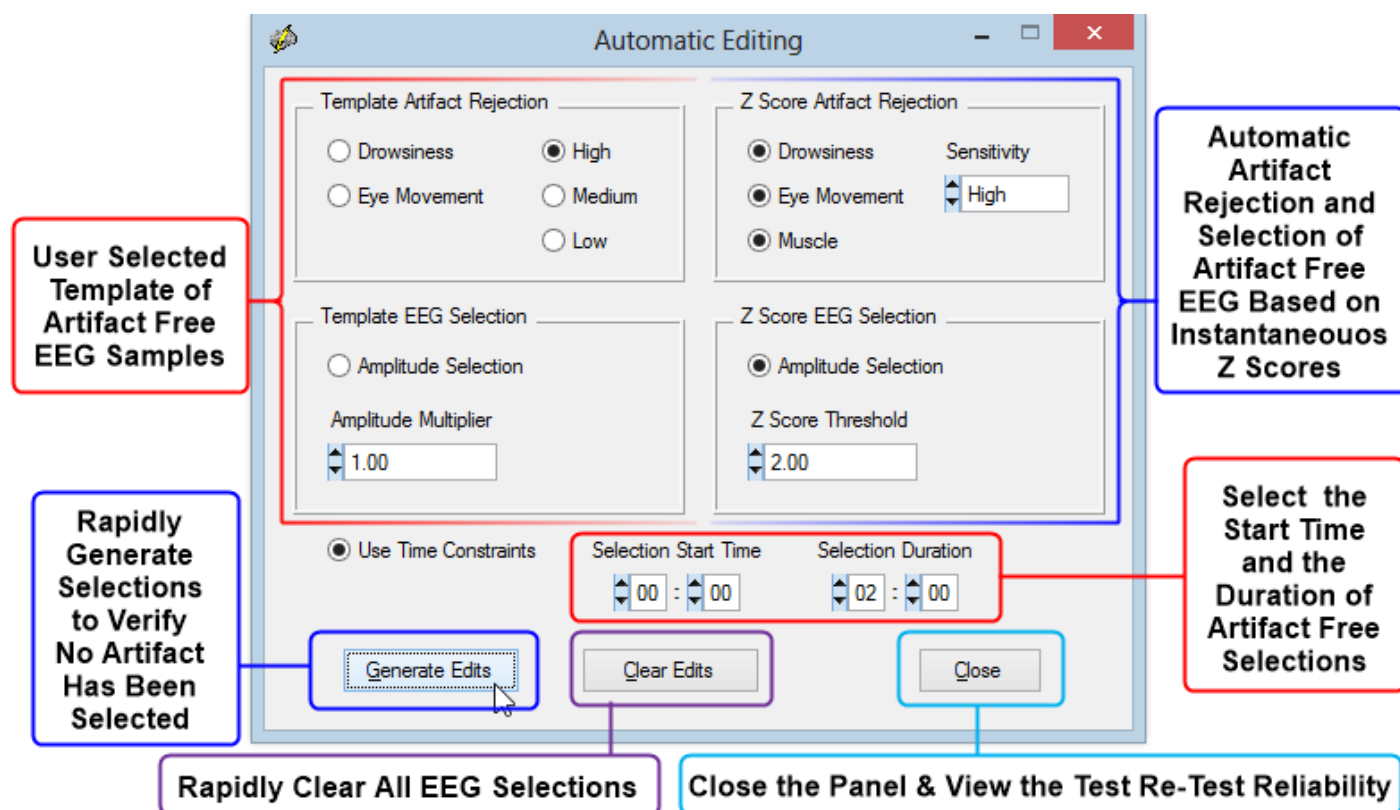 Automatic Editing
Template Artifact Rejection
Drowsiness
High
Eye Movement
Medium
Low
Z Score Artifact Rejection
Drowsiness
Sensitivity
Eye Movement
High
Muscle
Template EEG Selection
Amplitude Selection
Amplitude Multiplier
1.00
Z Score EEG Selection
Amplitude Selection
Z Score Threshold
2.00
Use Time Constraints
Selection Start Time
00 : 00
Selection Duration
02 : 00
Generate Edits
Clear Edits
Close
User Selected
Template of
Artifact Free
EEG Samples
Automatic
Artifact
Rejection and
Selection of
Artifact Free
EEG Based on
Instantaneouos
Z Scores
Rapidly
Generate
Selections
to Verify
No Artifact
Has Been
Selected
Select the
Start Time
and the
Duration of
Artifact Free
Selections
Rapidly Clear All EEG Selections
Close the Panel & View the Test Re-Test Reliability